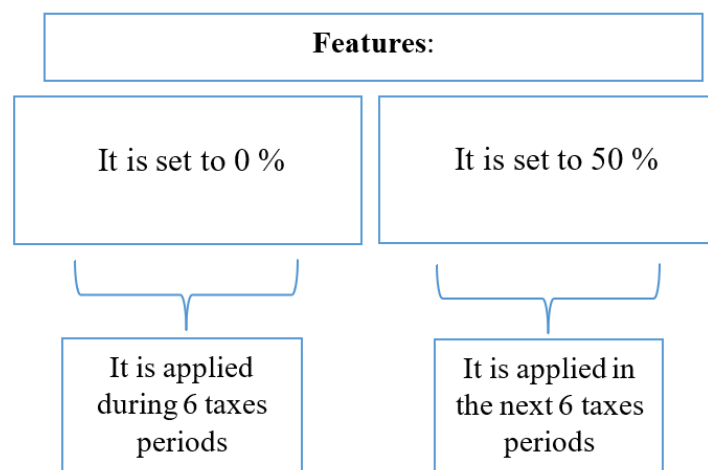 Features:
It is set to 0 %
It is set to 50 %
It is applied
during 6 taxes
periods
It is applied in
the next 6 taxes
periods